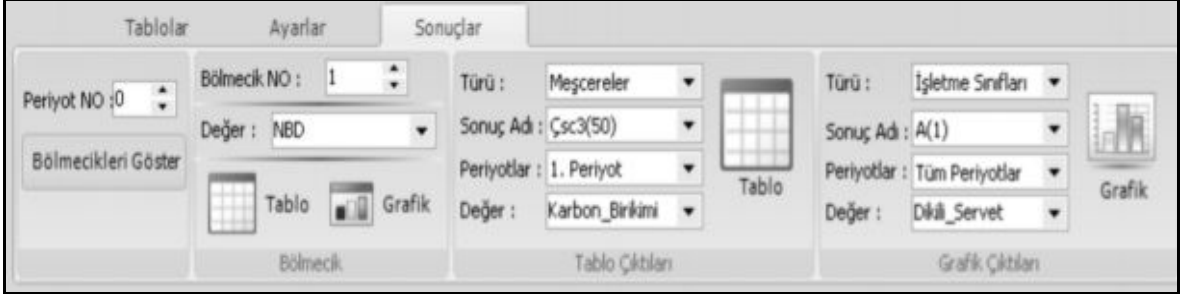 Tablolar Ayarlar Sonuçlar
Periyot NO :0
Bölmecikleri Göster
Bölmecik NO : 1
Değer : NBD
Tablo Grafik
Bölmecik
Türü : Meşcereler
Sonuç Adı : Çsc3(50)
Periyotlar : 1. Periyot
Değer : Karbon_Birikimi
Tablo
Tablo Çıktıları
Türü : İşletme Sınıfları
Sonuç Adı : A(1)
Periyotlar : Tüm Periyotlar
Değer : Dikili_Servet
Grafik
Grafik Çıktıları